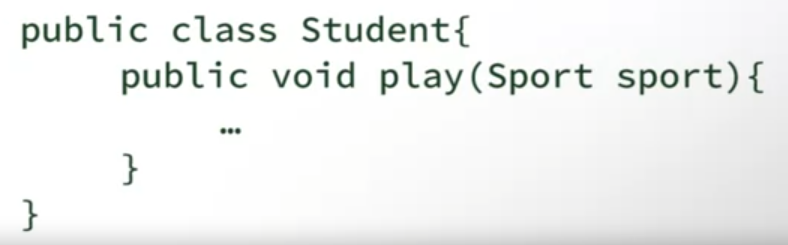 public class Student{
public void play(Sport sport){
…
}
}